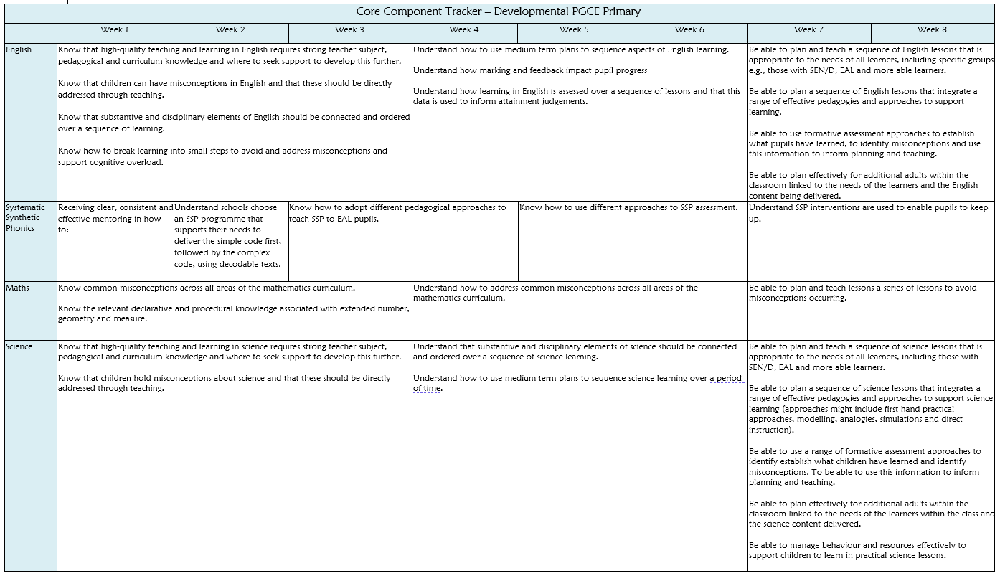 Core Component Tracker – Developmental PGCE Primary
Week 1
Week 2
Week 3
Week 4
Week 5
Week 6
Week 7
Week 8
English
Know that high-quality teaching and learning in English requires strong teacher subject,
pedagogical and curriculum knowledge and where to seek support to develop this further.
Know that children can have misconceptions in English and that these should be directly
addressed through teaching.
Know that substantive and disciplinary elements of English should be connected and ordered
over a sequence of learning.
Know how to break learning into small steps to avoid and address misconceptions and
support cognitive overload.
Understand how to use medium term plans to sequence aspects of English learning.
Understand how marking and feedback impact pupil progress
Understand how learning in English is assessed over a sequence of lessons and that this
data is used to inform attainment judgements.
Be able to plan and teach a sequence of English lessons that is
appropriate to the needs of all learners, including specific groups
e.g., those with SEN/D, EAL and more able learners.
Be able to plan a sequence of English lessons that integrate a
range of effective pedagogies and approaches to support
learning.
Be able to use formative assessment approaches to establish
what pupils have learned, to identify misconceptions and use
this information to inform planning and teaching.
Be able to plan effectively for additional adults within the
classroom linked to the needs of the learners and the English
content being delivered.
Systematic
Synthetic
Phonics
Receiving clear, consistent and
effective mentoring in how
to:
Understand schools choose
an SSP programme that
supports their needs to
deliver the simple code first,
followed by the complex
code, using decodable texts.
Know how to adopt different pedagogical approaches to
teach SSP to EAL pupils.
Know how to use different approaches to SSP assessment.
Understand SSP interventions are used to enable pupils to keep
up.
Maths
Know common misconceptions across all areas of the mathematics curriculum.
Know the relevant declarative and procedural knowledge associated with extended number,
geometry and measure.
Understand how to address common misconceptions across all areas of the
mathematics curriculum.
Be able to plan and teach lessons a series of lessons to avoid
misconceptions occurring.
Science
Know that high-quality teaching and learning in science requires strong teacher subject,
pedagogical and curriculum knowledge and where to seek support to develop this further.
Know that children hold misconceptions about science and that these should be directly
addressed through teaching.
Understand that substantive and disciplinary elements of science should be connected
and ordered over a sequence of science learning.
Understand how to use medium term plans to sequence science learning over a period
of time.
Be able to plan and teach a sequence of science lessons that is
appropriate to the needs of all learners, including those with
SEN/D, EAL and more able learners.
Be able to plan a sequence of science lessons that integrates a
range of effective pedagogies and approaches to support science
learning (approaches might include first hand practical
approaches, modelling, analogies, simulations and direct
instruction).
Be able to use a range of formative assessment approaches to
identify establish what children have learned and identify
misconceptions. To be able to use this information to inform
planning and teaching.
Be able to plan effectively for additional adults within the
classroom linked to the needs of the learners within the class and
the science content delivered.
Be able to manage behaviour and resources effectively to
support children to learn in practical science lessons.